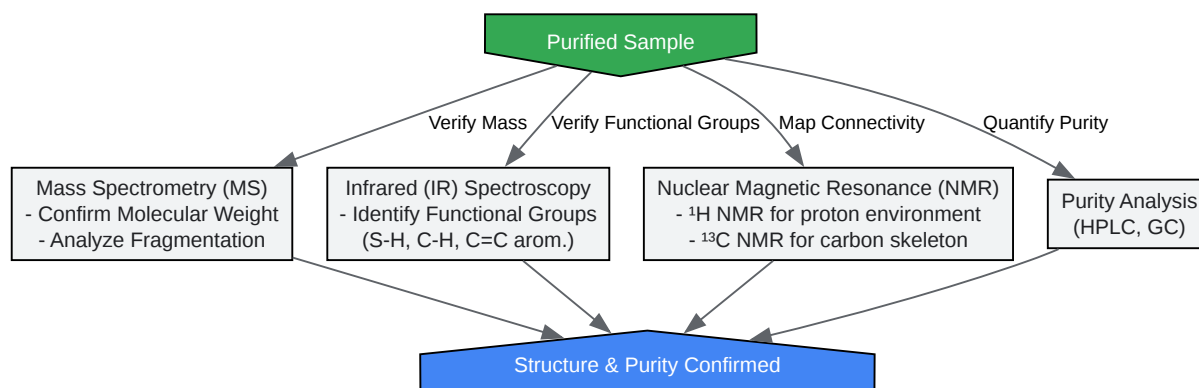 Purified Sample
Verify Mass
Verify Functional Groups
Map Connectivity
Quantify Purity
Mass Spectrometry (MS)
- Confirm Molecular Weight
- Analyze Fragmentation
Infrared (IR) Spectroscopy
- Identify Functional Groups
(S-H, C-H, C=C arom.)
Nuclear Magnetic Resonance (NMR)
- ¹H NMR for proton environment
- ¹³C NMR for carbon skeleton
Purity Analysis
(HPLC, GC)
Structure & Purity Confirmed